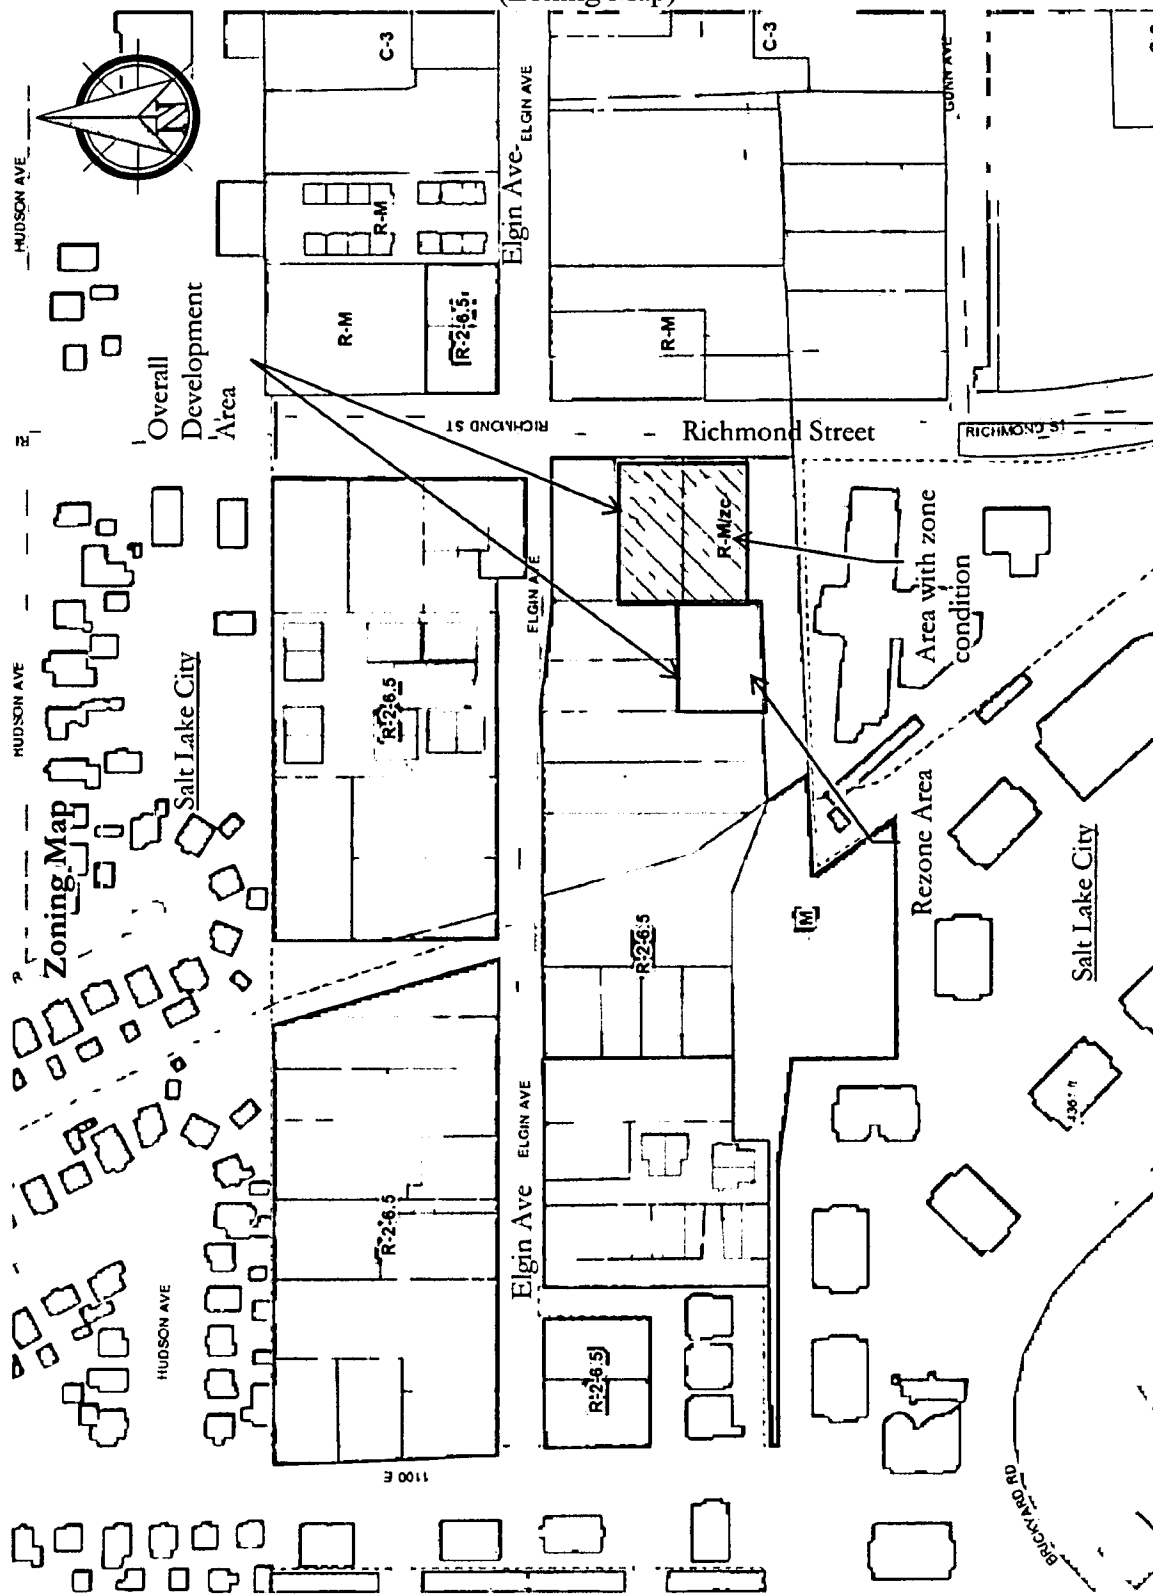 (Zoning Map)
Zoning Map
HUDSON AVE
HUDSON AVE
HUDSON AVE
Salt Lake City
Overall
Development
Area
C-3
R-M
R-M
R-2-6.5
ELGIN AVE
Elgin Ave
C-3
R-M
GUNN AVE
RICHMOND ST
Richmond Street
RICHMOND ST
R-2-6.5
ELGIN AVE
R-M/zc
Area with zone
condition
Rezone Area
R-2-6.5
M
Salt Lake City
R-2-6.5
Elgin Ave
ELGIN AVE
R-2-6.5
1100 E
BRICKYARD RD